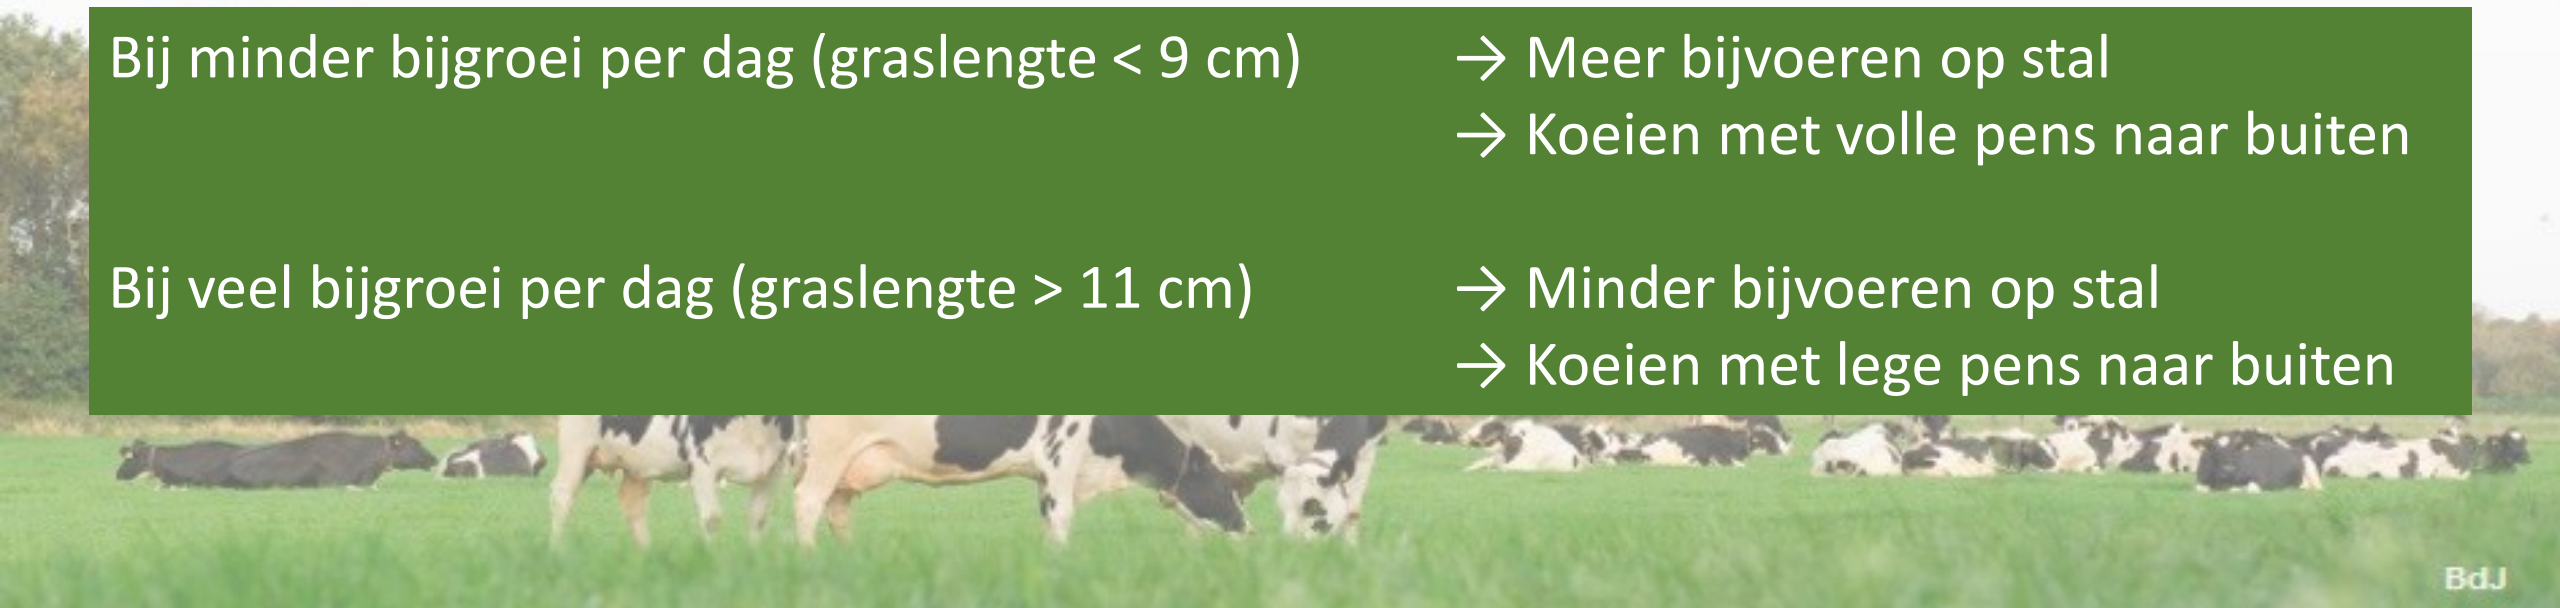 Bij minder bijgroei per dag (graslengte < 9 cm) → Meer bijvoeren op stal
→ Koeien met volle pens naar buiten
Bij veel bijgroei per dag (graslengte > 11 cm) → Minder bijvoeren op stal
→ Koeien met lege pens naar buiten
BdJ